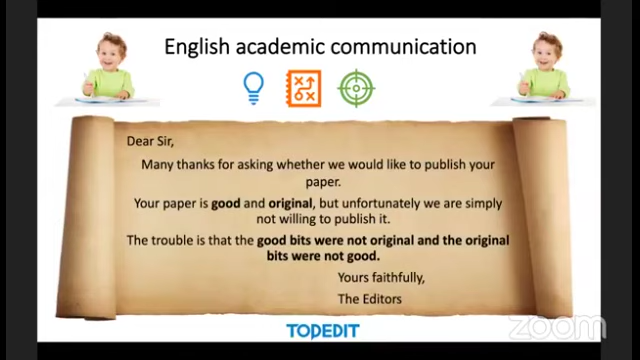 English academic communication
Dear Sir,
Many thanks for asking whether we would like to publish your
paper.
Your paper is good and original, but unfortunately we are simply
not willing to publish it.
The trouble is that the good bits were not original and the original
bits were not good.
Yours faithfully,
The Editors
TOPEDIT
zoom